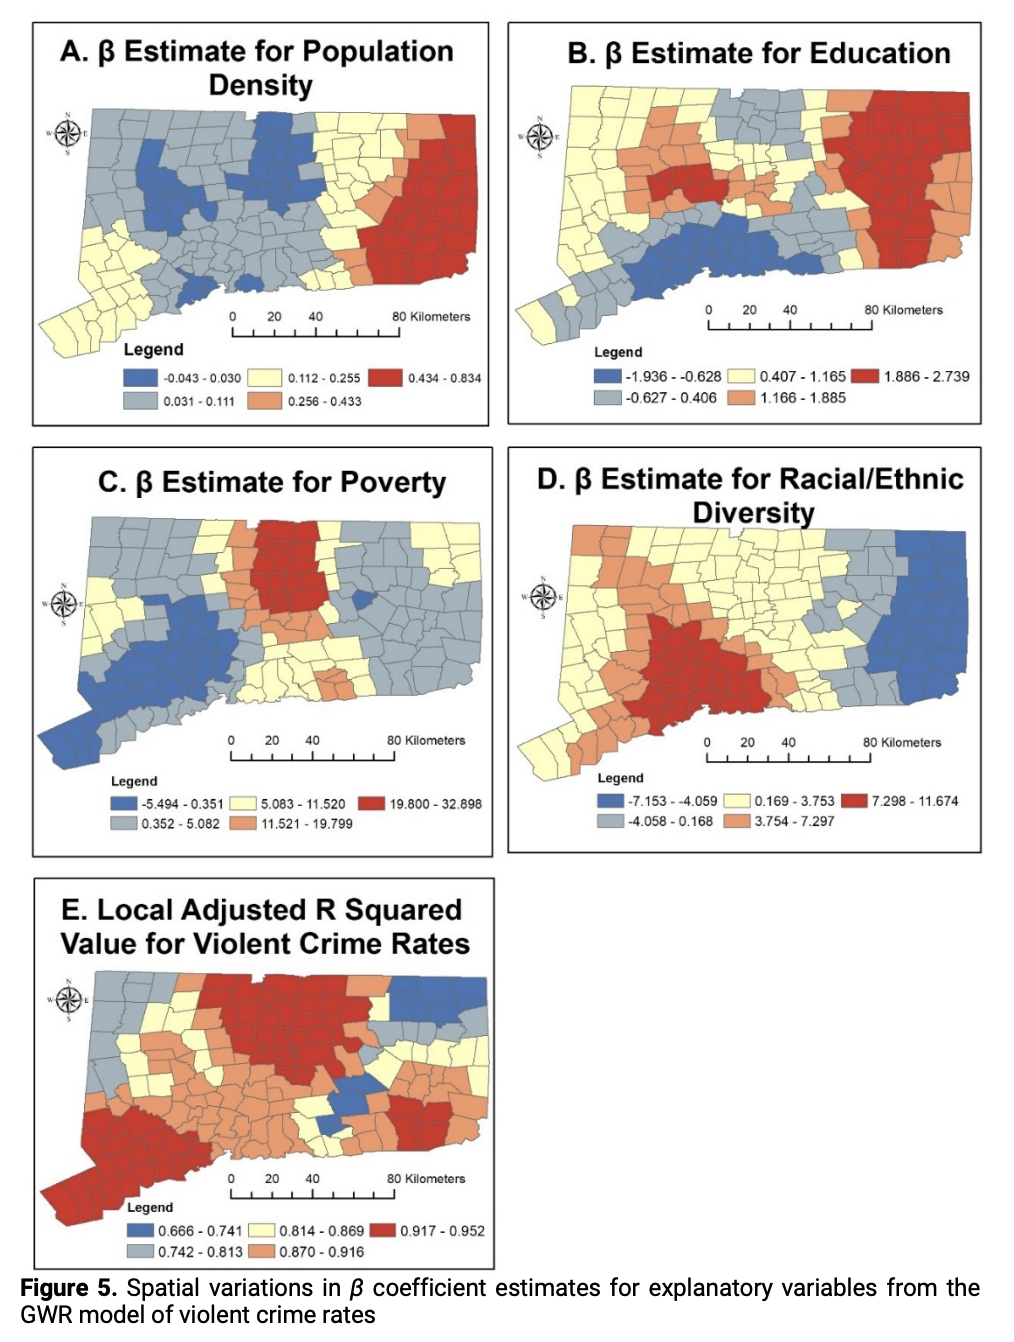 A. β Estimate for Population
Density
N
W E
S
0 20 40 80 Kilometers
Legend
-0.043 - 0.030 0.112 - 0.255 0.434 - 0.834
0.031 - 0.111 0.256 - 0.433
B. β Estimate for Education
N
W E
S
0 20 40 80 Kilometers
Legend
-1.936 - -0.628 0.407 - 1.165 1.886 - 2.739
-0.627 - 0.406 1.166 - 1.885
C. β Estimate for Poverty
N
W E
S
0 20 40 80 Kilometers
Legend
-5.494 - 0.351 5.083 - 11.520 19.800 - 32.898
0.352 - 5.082 11.521 - 19.799
D. β Estimate for Racial/Ethnic
Diversity
N
W E
S
0 20 40 80 Kilometers
Legend
-7.153 - -4.059 0.169 - 3.753 7.298 - 11.674
-4.058 - 0.168 3.754 - 7.297
E. Local Adjusted R Squared
Value for Violent Crime Rates
N
W E
S
0 20 40 80 Kilometers
Legend
0.666 - 0.741 0.814 - 0.869 0.917 - 0.952
0.742 - 0.813 0.870 - 0.916
Figure 5. Spatial variations in β coefficient estimates for explanatory variables from the
GWR model of violent crime rates